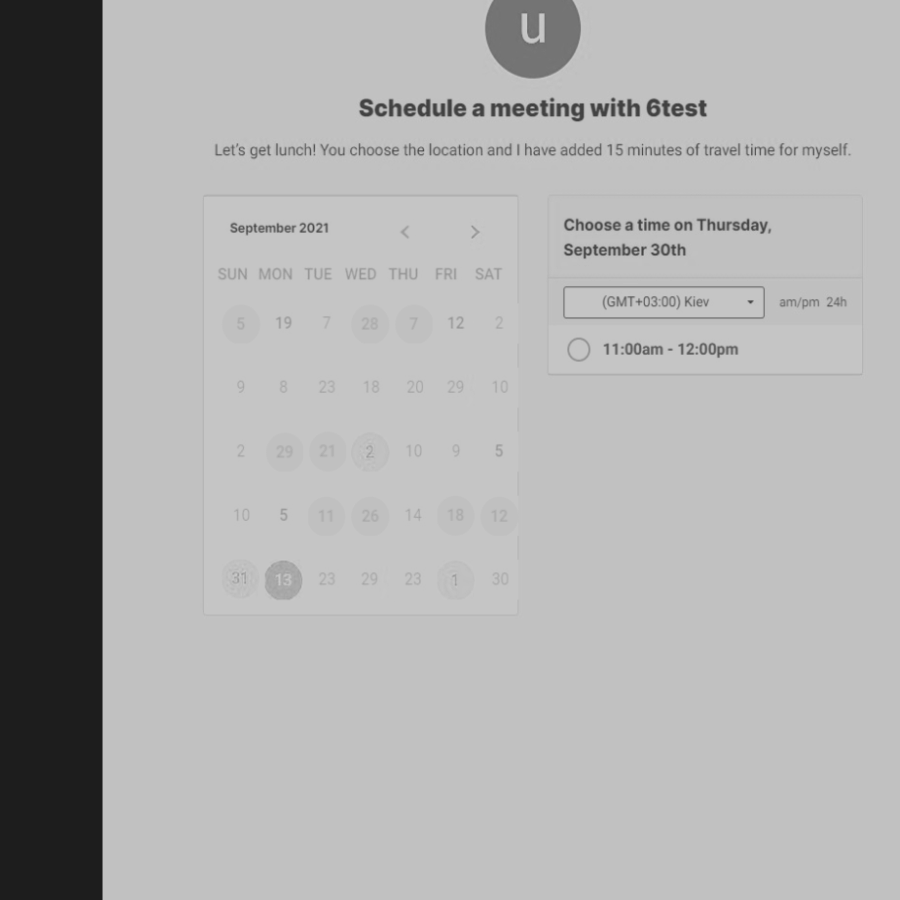 u
Schedule a meeting with 6test
Let's get lunch! You choose the location and I have added 15 minutes of travel time for myself.
September 2021
SUN MON TUE WED THU FRI SAT
5 19 7 28 7 12 2
9 8 23 18 20 29 10
2 29 21 2 10 9 5
10 5 11 26 14 18 12
31 13 23 29 23 1 30
Choose a time on Thursday,
September 30th
(GMT+03:00) Kiev am/pm 24h
11:00am - 12:00pm